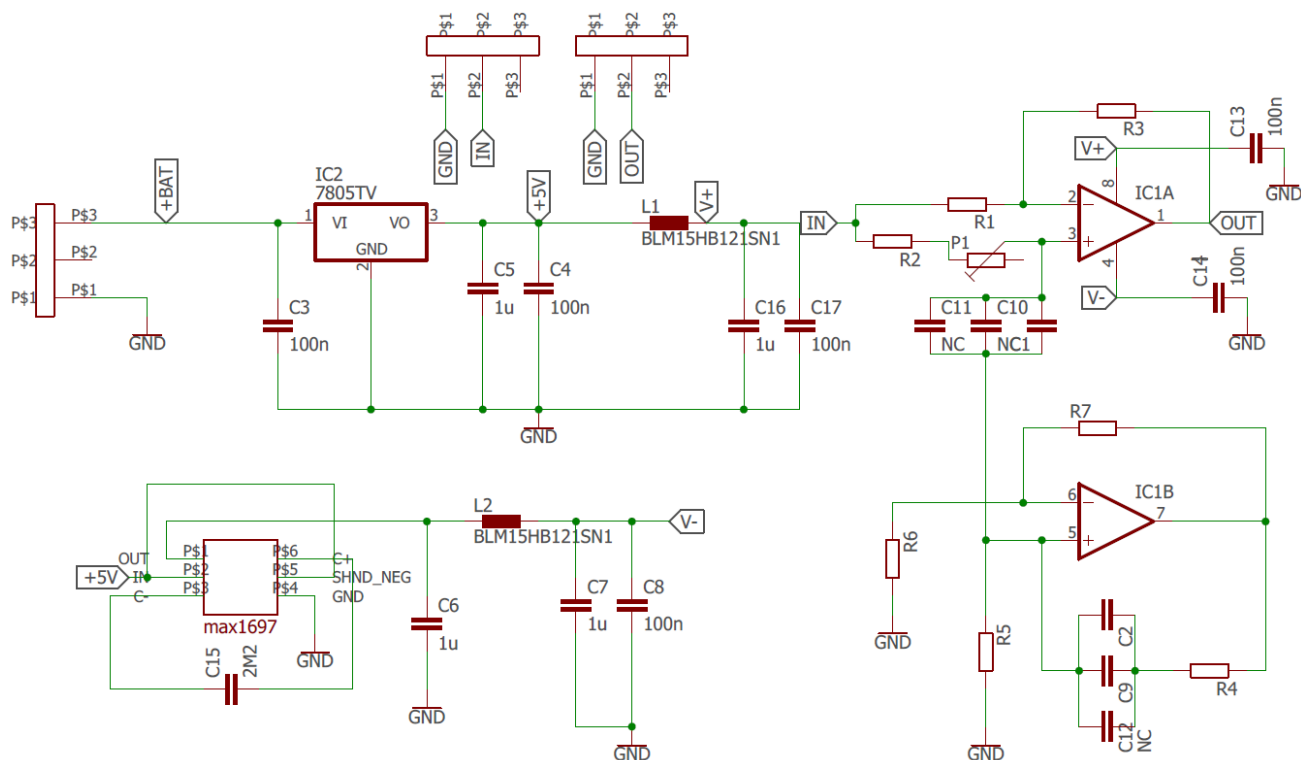 P$1
P$2
P$3
P$1
P$2
P$3
P$1
P$2
P$3
P$1
P$2
P$3
GND
IN
GND
OUT
+BAT
IC2
7805TV
1
VI
VO
3
GND
2
+5V
L1
BLM15HB121SN1
V+
P$3
P$3
P$2
P$2
P$1
P$1
GND
C3
100n
C5
1u
C4
100n
C16
1u
C17
100n
GND
IN
R1
R2
P1
R3
V+
C13
100n
GND
8
2
3
1
4
IC1A
OUT
V-
C14
100n
GND
C11
NC
C10
NC1
R7
6
5
7
IC1B
R6
GND
R5
GND
C2
C9
C12
NC
R4
OUT
IN
C-
+5V
P$1
P$2
P$3
P$6
P$5
P$4
C+
SHND_NEG
GND
max1697
GND
C15
2M2
C6
1u
GND
L2
BLM15HB121SN1
V-
C7
1u
C8
100n
GND